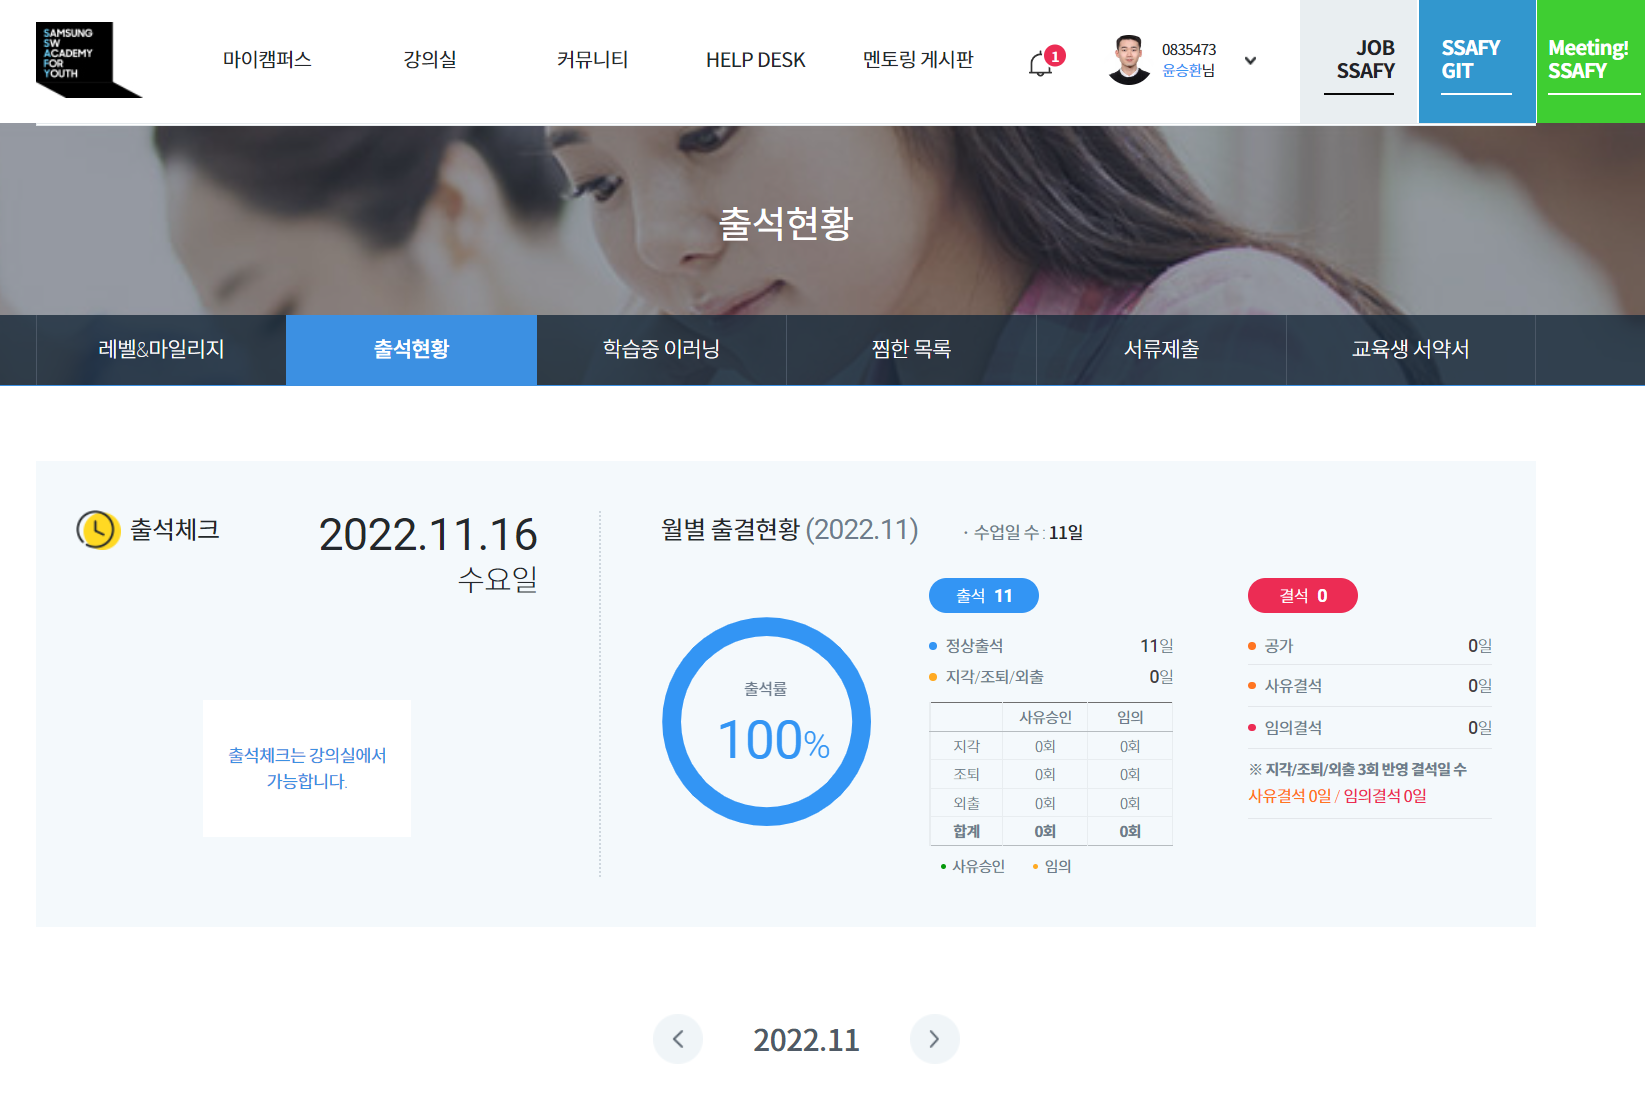 SAMSUNG
SW
ACADEMY
FOR
YOUTH
마이캠퍼스
강의실
커뮤니티
HELP DESK
멘토링 게시판
1
0835473
윤승환님
JOB
SSAFY
SSAFY
GIT
Meeting!
SSAFY
출석현황
레벨&마일리지
출석현황
학습중 이러닝
찜한 목록
서류제출
교육생 서약서
출석체크
2022.11.16
수요일
출석체크는 강의실에서
가능합니다.
월별 출결현황 (2022.11)
· 수업일 수 : 11일
출석률
100%
출석 11
정상출석 11일
지각/조퇴/외출 0일
사유승인 임의
지각 0회 0회
조퇴 0회 0회
외출 0회 0회
합계 0회 0회
사유승인 임의
결석 0
공가 0일
사유결석 0일
임의결석 0일
※ 지각/조퇴/외출 3회 반영 결석일 수
사유결석 0일 / 임의결석 0일
2022.11